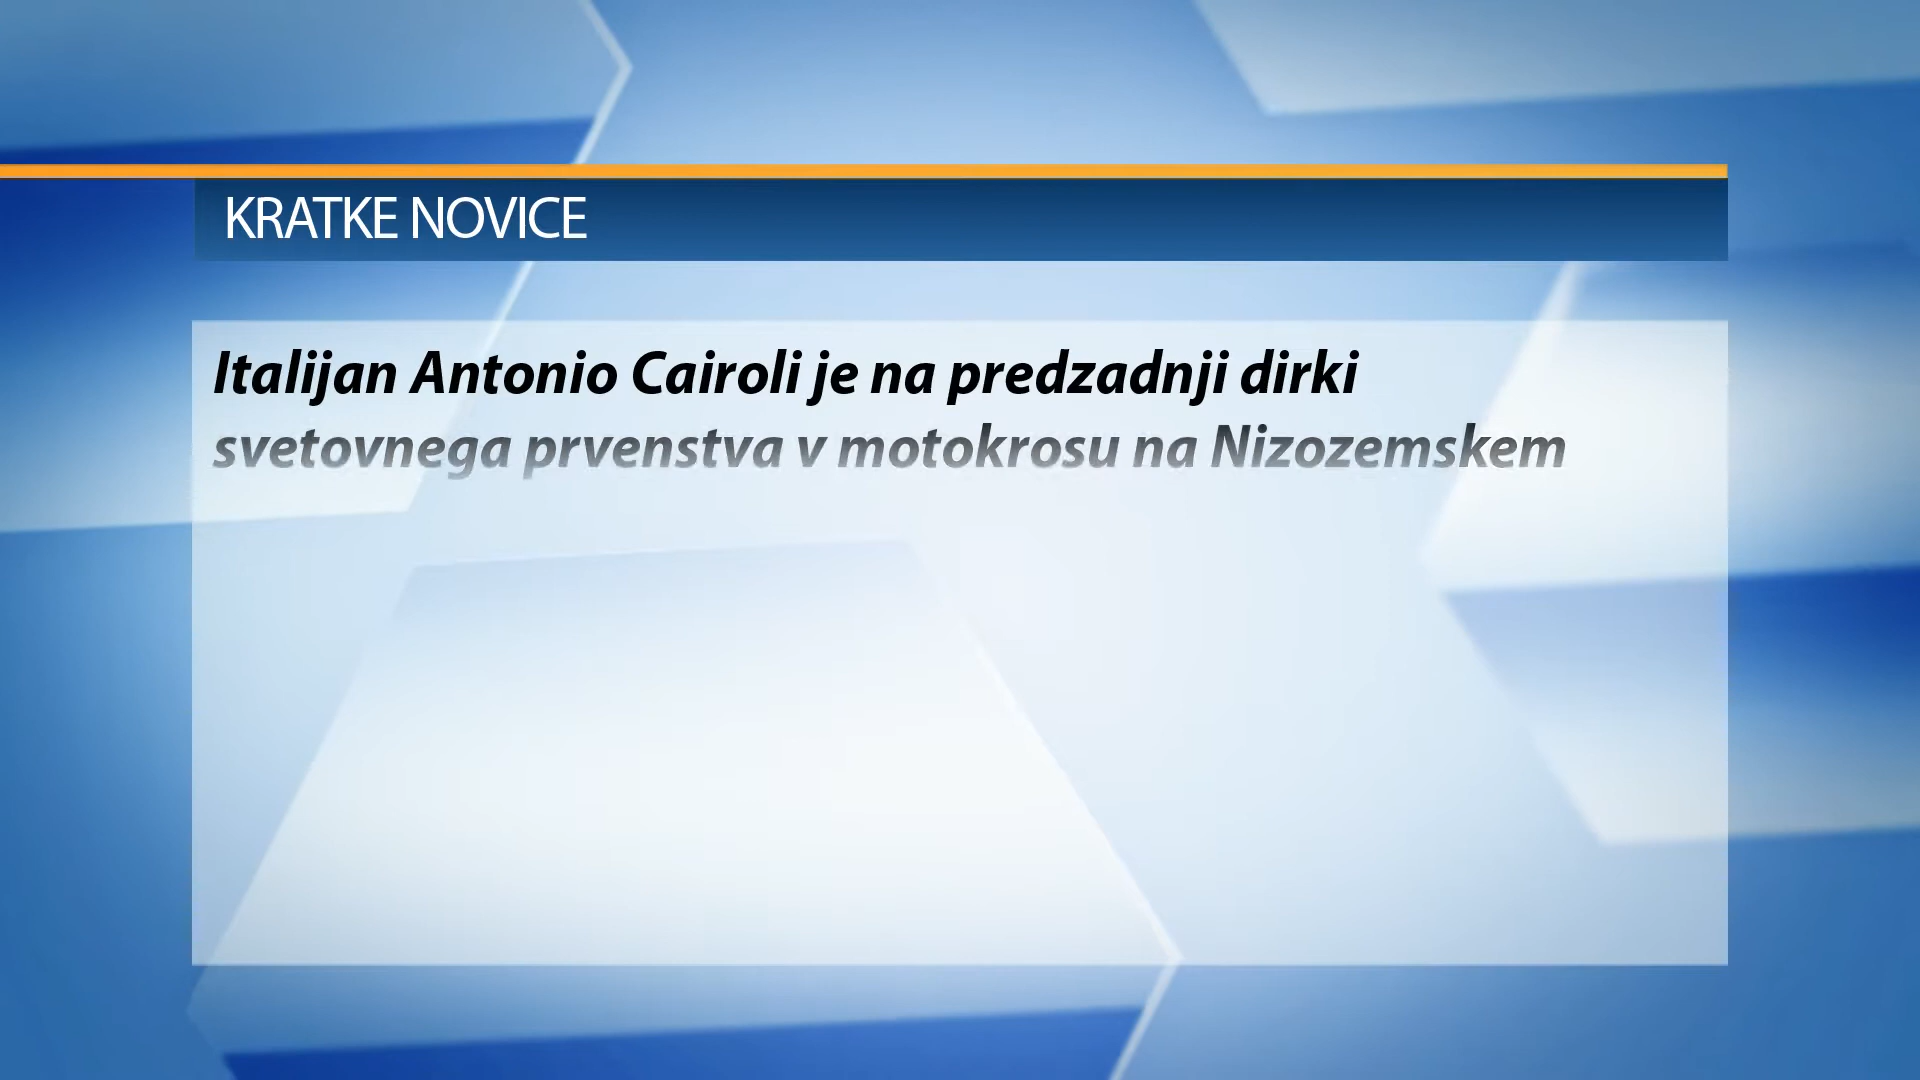 KRATKE NOVICE
Italijan Antonio Cairoli je na predzadnji dirki
svetovnega prvenstva v motokrosu na Nizozemskem